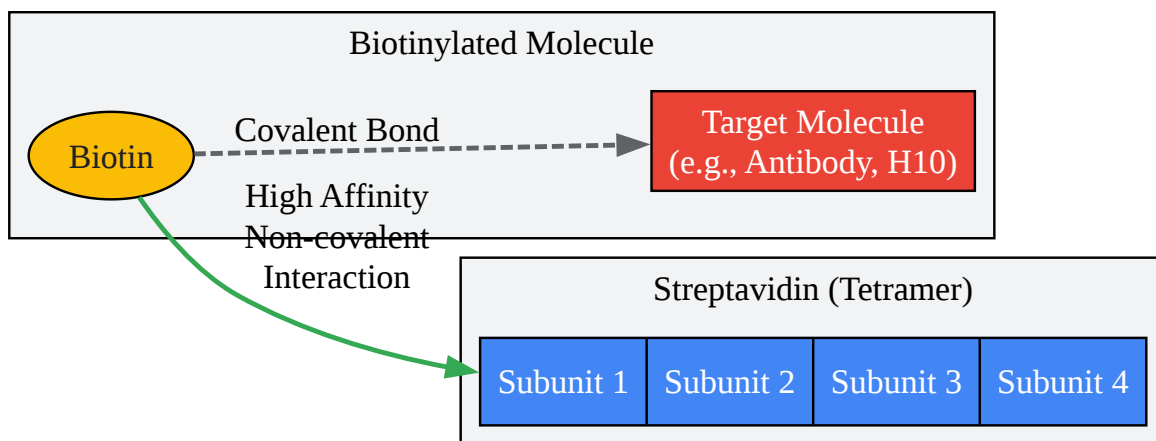 Biotinylated Molecule
Biotin
Covalent Bond
Target Molecule
(e.g., Antibody, H10)
High Affinity
Non-covalent
Interaction
Streptavidin (Tetramer)
Subunit 1
Subunit 2
Subunit 3
Subunit 4